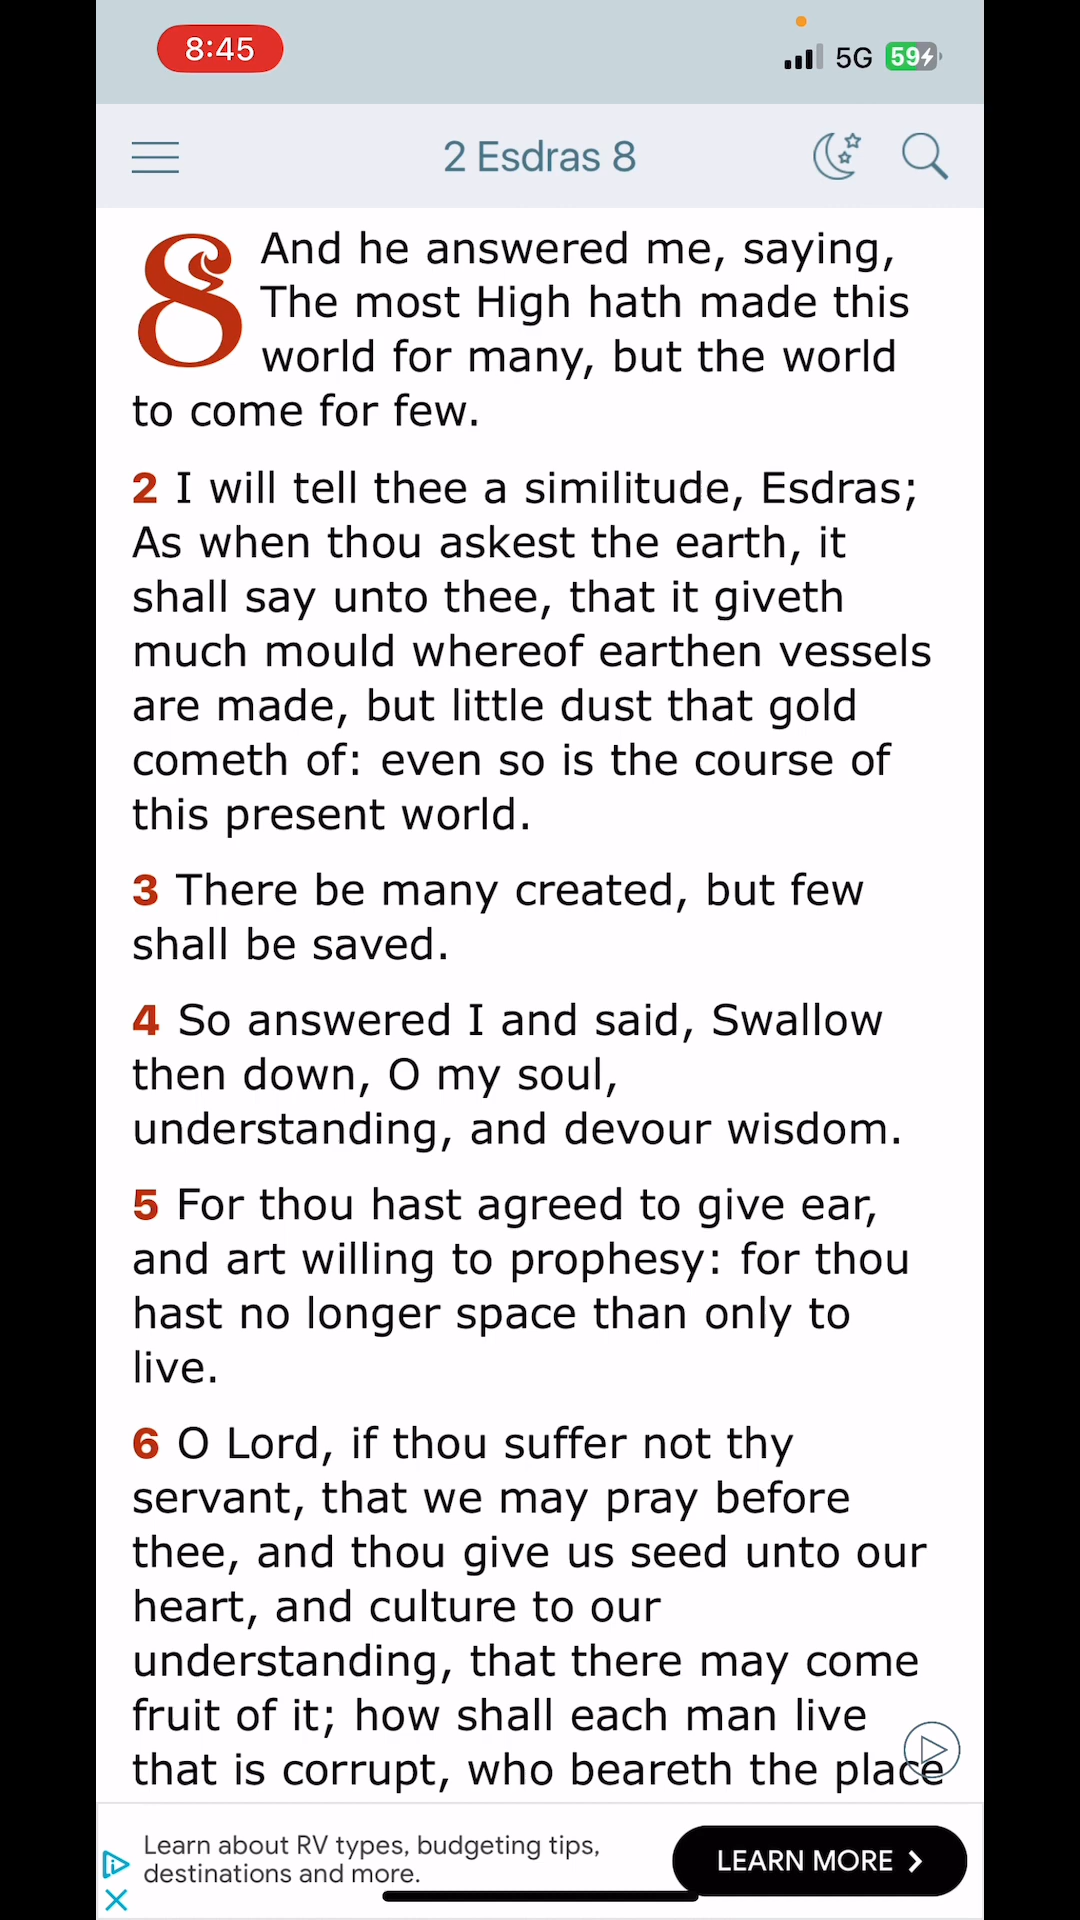 8:45
5G 59
2 Esdras 8
8 And he answered me, saying,
The most High hath made this
world for many, but the world
to come for few.
2 I will tell thee a similitude, Esdras;
As when thou askest the earth, it
shall say unto thee, that it giveth
much mould whereof earthen vessels
are made, but little dust that gold
cometh of: even so is the course of
this present world.
3 There be many created, but few
shall be saved.
4 So answered I and said, Swallow
then down, O my soul,
understanding, and devour wisdom.
5 For thou hast agreed to give ear,
and art willing to prophesy: for thou
hast no longer space than only to
live.
6 O Lord, if thou suffer not thy
servant, that we may pray before
thee, and thou give us seed unto our
heart, and culture to our
understanding, that there may come
fruit of it; how shall each man live
that is corrupt, who beareth the place
Learn about RV types, budgeting tips,
destinations and more.
LEARN MORE